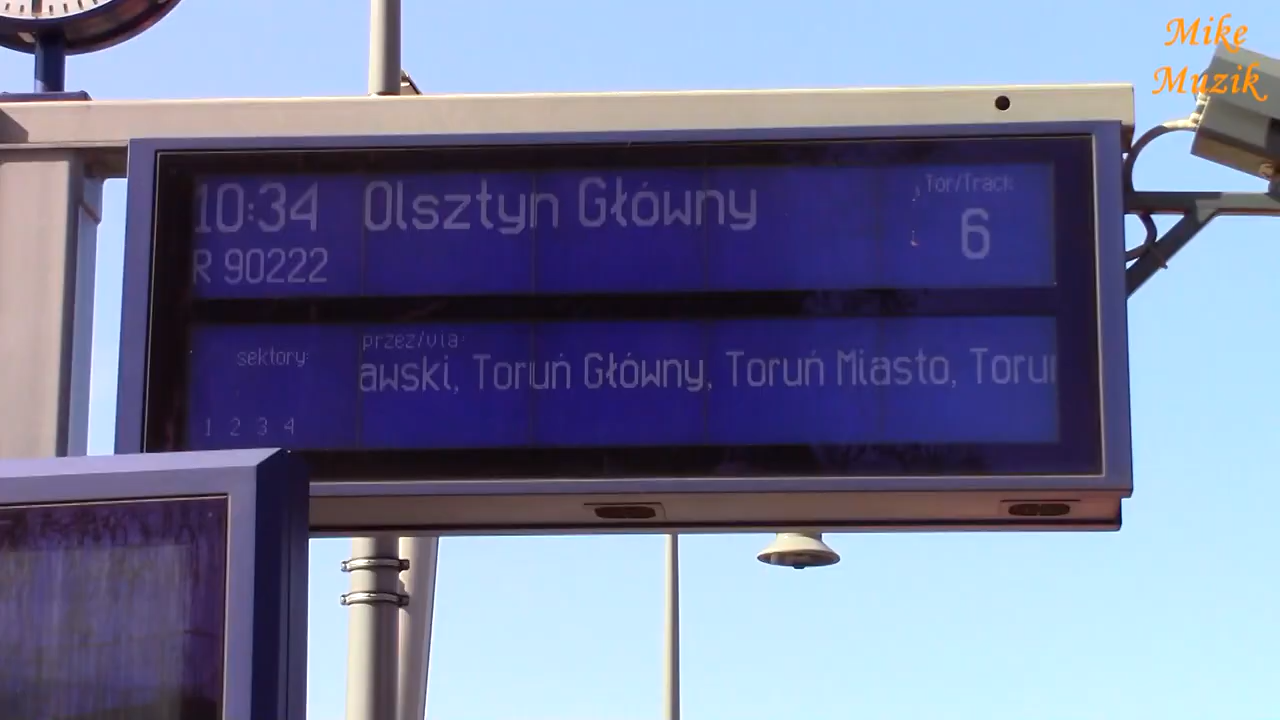 Mike
Muzik
10:34 Olsztyn Główny Tor/Track
6
R 90222
sektory: przez/via:
awski, Toruń Główny, Toruń Miasto, Toruń
1 2 3 4